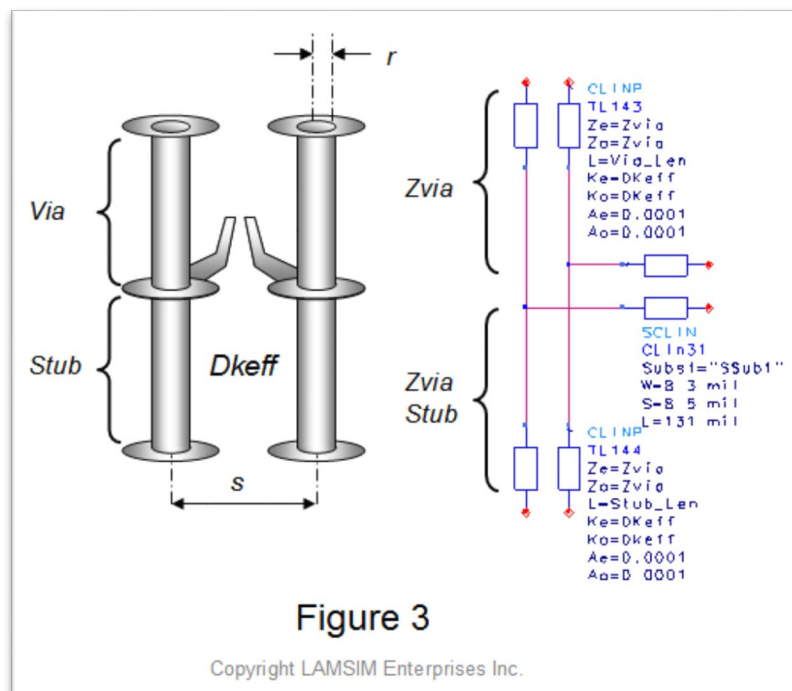 r
Via
Stub
Dkeff
s
Zvia
Zvia
Stub
CLINP
TL143
Ze=Zvia
Zo=Zvia
L=Via_Len
Ke=DKeff
Ko=DKeff
Ae=0.0001
Ao=0.0001
SCLIN
CLin31
Subst="SSub1"
W=8.3 mil
S=8.5 mil
L=131 mil
CLINP
TL144
Ze=Zvia
Zo=Zvia
L=Stub_Len
Ke=DKeff
Ko=DKeff
Ae=0.0001
Ao=0.0001
Figure 3
Copyright LAMSIM Enterprises Inc.